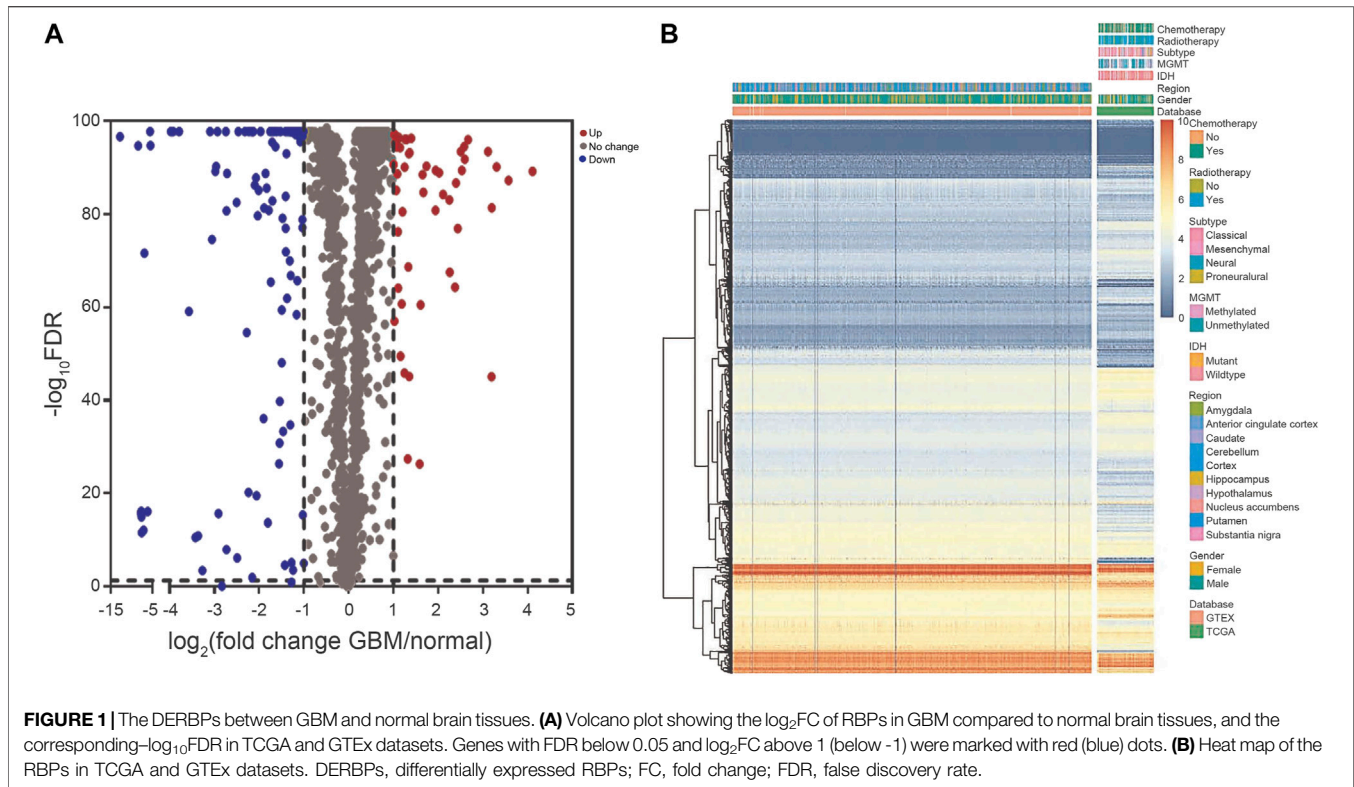 A
100
80
60
40
20
0
-log10FDR
-15
-5
-4
-3
-2
-1
0
1
2
3
4
5
log2(fold change GBM/normal)
Up
No change
Down
B
Chemotherapy
Radiotherapy
Subtype
MGMT
IDH
Region
Gender
Database
10
8
6
4
2
0
Chemotherapy
No
Yes
Radiotherapy
No
Yes
Subtype
Classical
Mesenchymal
Neural
Proneuralural
MGMT
Methylated
Unmethylated
IDH
Mutant
Wildtype
Region
Amygdala
Anterior cingulate cortex
Caudate
Cerebellum
Cortex
Hippocampus
Hypothalamus
Nucleus accumbens
Putamen
Substantia nigra
Gender
Female
Male
Database
GTEX
TCGA
FIGURE 1 | The DERBPs between GBM and normal brain tissues. (A) Volcano plot showing the log2FC of RBPs in GBM compared to normal brain tissues, and the
corresponding–log10FDR in TCGA and GTEx datasets. Genes with FDR below 0.05 and log2FC above 1 (below -1) were marked with red (blue) dots. (B) Heat map of the
RBPs in TCGA and GTEx datasets. DERBPs, differentially expressed RBPs; FC, fold change; FDR, false discovery rate.